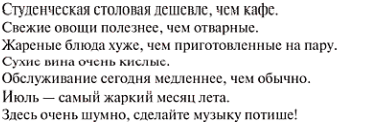 Студенческая столовая дешевле, чем кафе.
Свежие овощи полезнее, чем отварные.
Жареные блюда хуже, чем приготовленные на пару.
Сухие вина очень кислые.
Обслуживание сегодня медленнее, чем обычно.
Июль — самый жаркий месяц лета.
Здесь очень шумно, сделайте музыку потише!